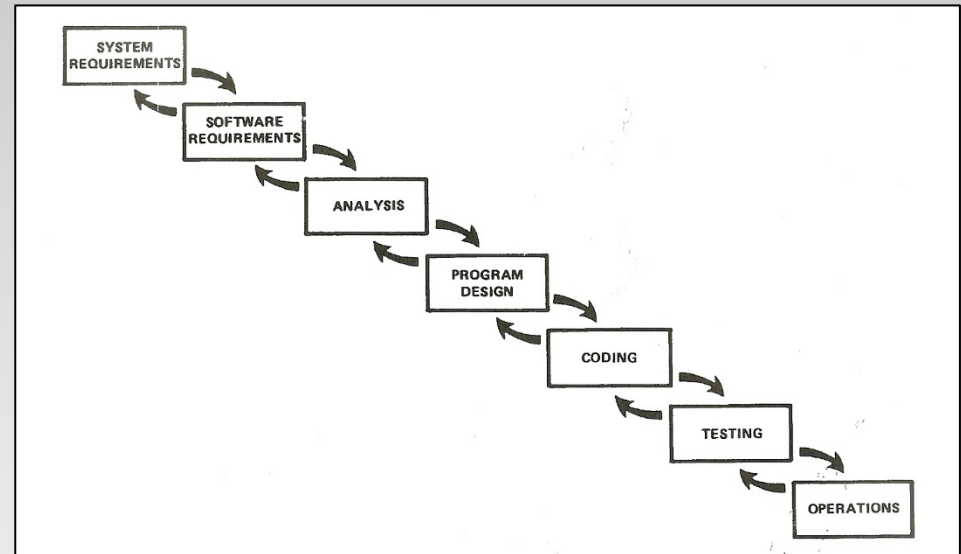 SYSTEM
REQUIREMENTS
SOFTWARE
REQUIREMENTS
ANALYSIS
PROGRAM
DESIGN
CODING
TESTING
OPERATIONS